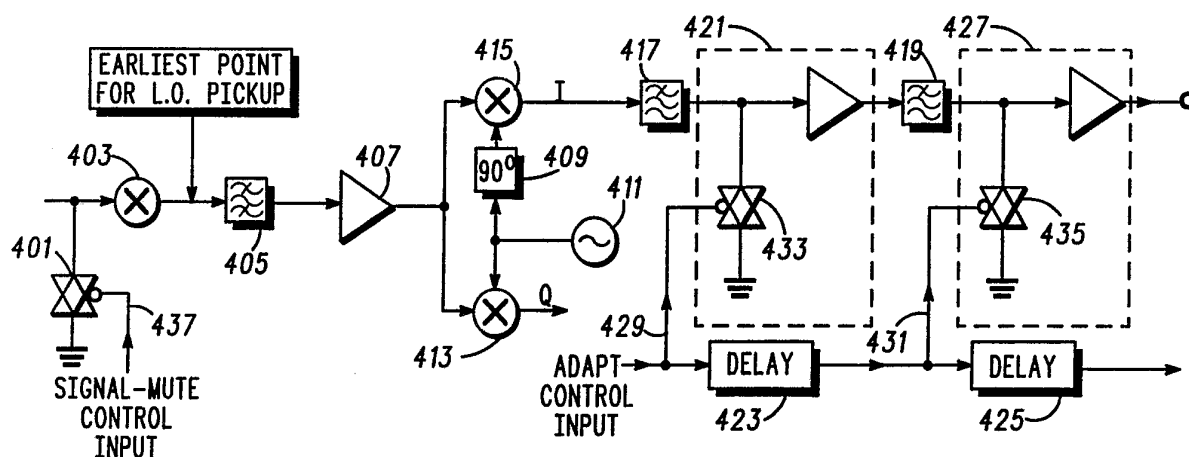 421
427
EARLIEST POINT
FOR L.O. PICKUP
415
417
419
I
403
407
90°
409
411
401
405
433
435
437
Q
413
429
431
SIGNAL-MUTE
CONTROL
INPUT
ADAPT
CONTROL
INPUT
DELAY
DELAY
423
425